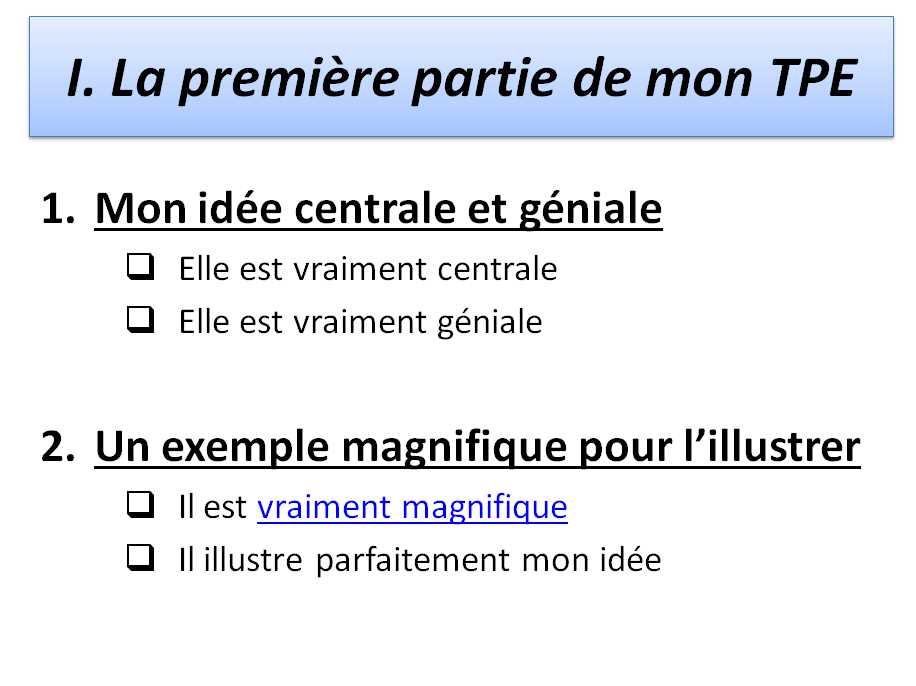 I. La première partie de mon TPE
1. Mon idée centrale et géniale
❑ Elle est vraiment centrale
❑ Elle est vraiment géniale
2. Un exemple magnifique pour l’illustrer
❑ Il est vraiment magnifique
❑ Il illustre parfaitement mon idée